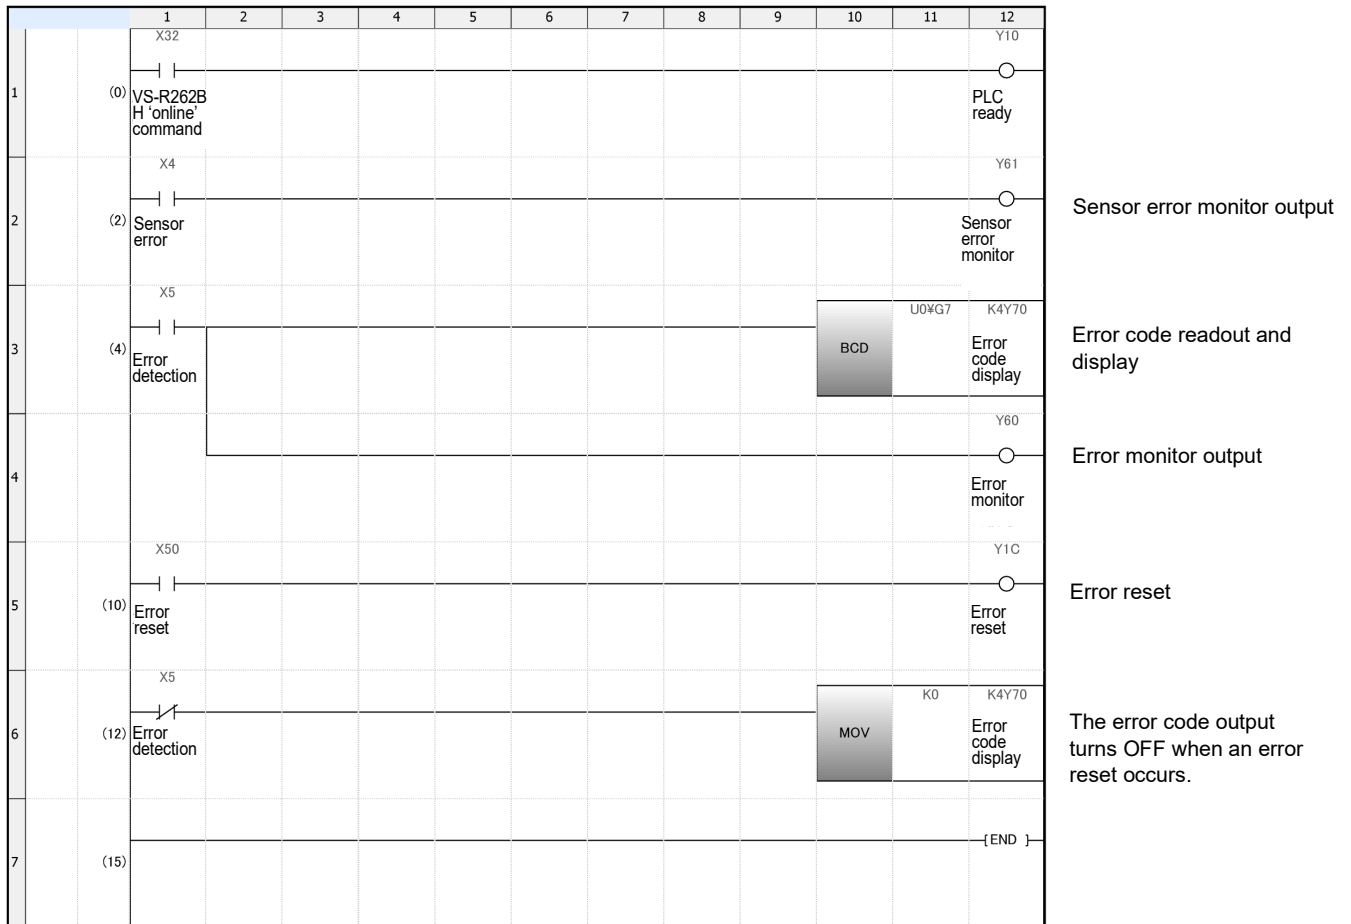 1 2 3 4 5 6 7 8 9 10 11 12
X32 Y10
1 (0) VS-R262B
H ‘online’
command
PLC
ready
X4 Y61
2 (2) Sensor
error
Sensor
error
monitor
Sensor error monitor output
X5 U0¥G7 K4Y70
3 (4) Error
detection
BCD
Error
code
display
Error code readout and
display
Y60
4
Error
monitor
Error monitor output
X50 Y1C
5 (10) Error
reset
Error
reset
Error reset
X5 K0 K4Y70
6 (12) Error
detection
MOV
Error
code
display
The error code output
turns OFF when an error
reset occurs.
7 (15) [END ]